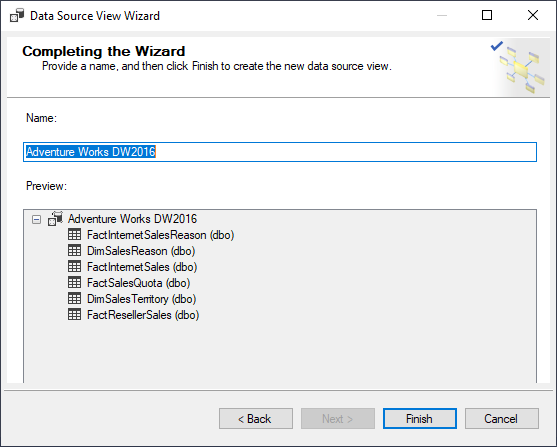 Data Source View Wizard
Completing the Wizard
Provide a name, and then click Finish to create the new data source view.
Name:
Adventure Works DW2016
Preview:
Adventure Works DW2016
FactInternetSalesReason (dbo)
DimSalesReason (dbo)
FactInternetSales (dbo)
FactSalesQuota (dbo)
DimSalesTerritory (dbo)
FactResellerSales (dbo)
< Back
Next >
Finish
Cancel